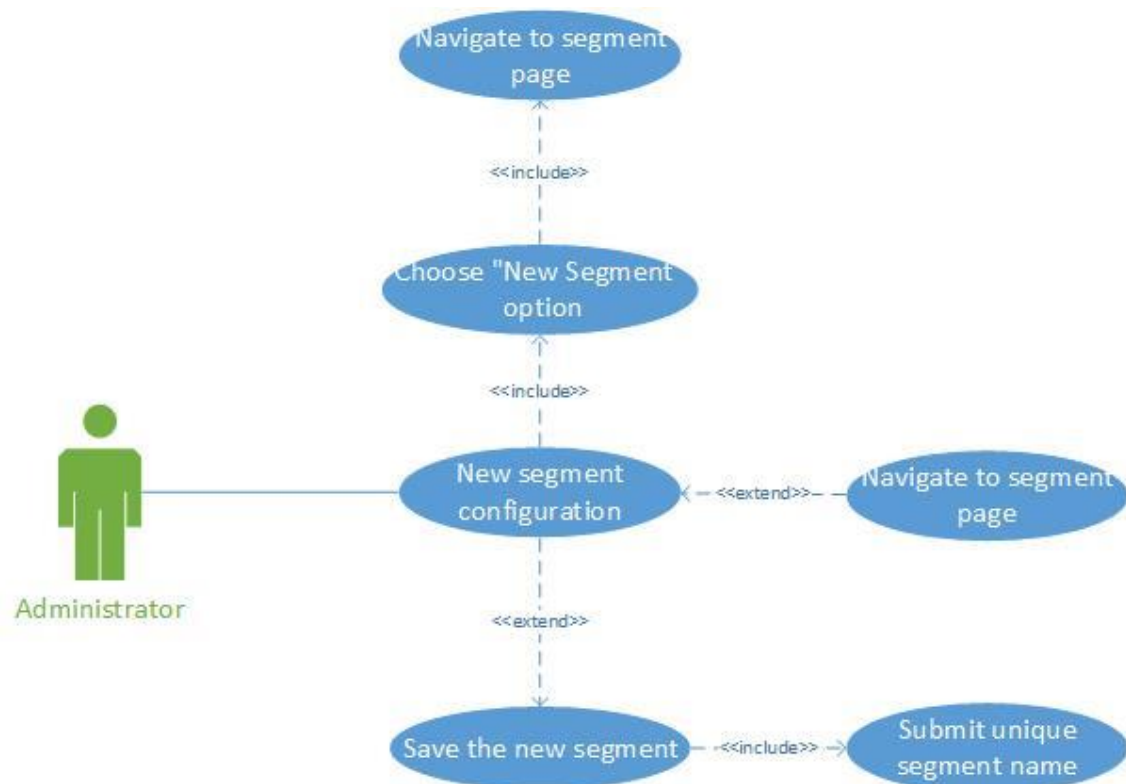 Navigate to segment
page
<<include>>
Choose "New Segment
option
<<include>>
New segment
configuration
<<extend>>
Navigate to segment
page
Administrator
<<extend>>
Save the new segment
<<include>>
Submit unique
segment name